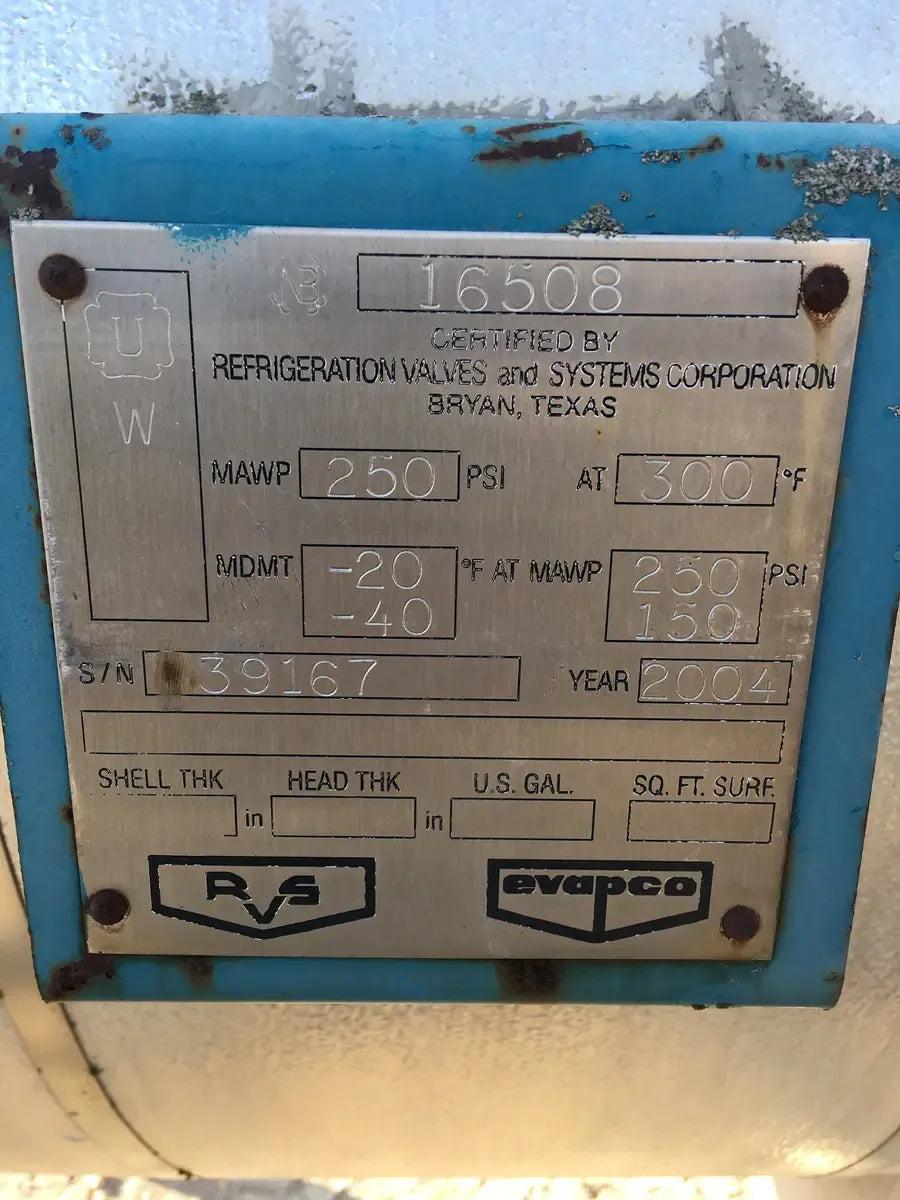 NB 16508
U
CERTIFIED BY
REFRIGERATION VALVES and SYSTEMS CORPORATION
BRYAN, TEXAS
W
MAWP 250 PSI AT 300 °F
MDMT -20 °F AT MAWP 250 PSI
-40 150
S/N 39167 YEAR 2004
SHELL THK HEAD THK U.S. GAL. SQ. FT. SURF.
in in
RVS evapco